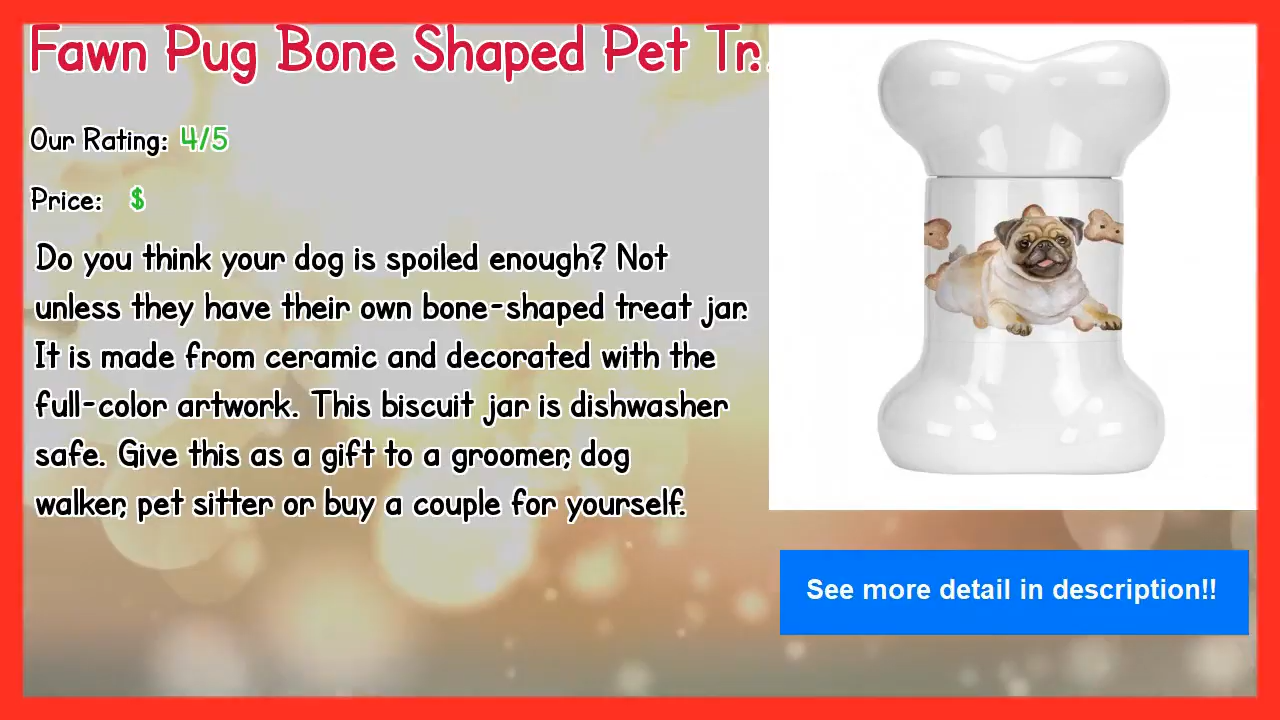 Fawn Pug Bone Shaped Pet Tr..
Our Rating: 4/5
Price: $
Do you think your dog is spoiled enough? Not
unless they have their own bone-shaped treat jar.
It is made from ceramic and decorated with the
full-color artwork. This biscuit jar is dishwasher
safe. Give this as a gift to a groomer, dog
walker, pet sitter or buy a couple for yourself.
See more detail in description!!